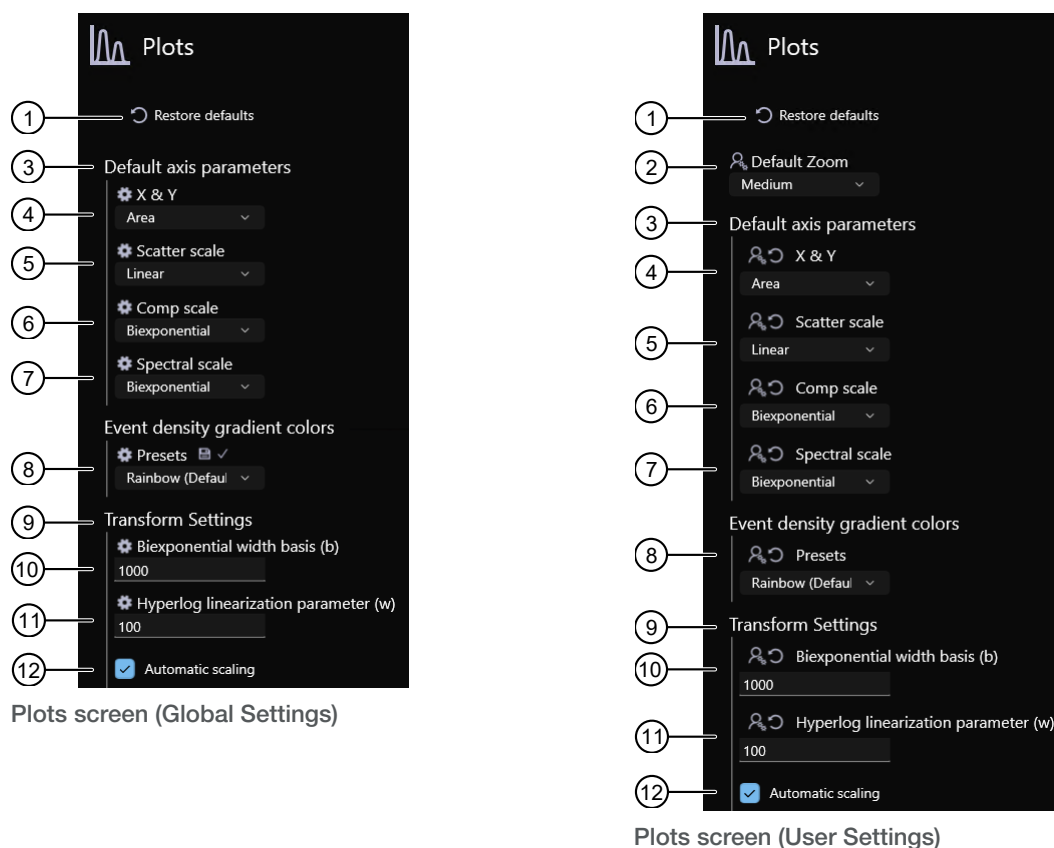 Plots
1 Restore defaults
3 Default axis parameters
X & Y
4 Area
Scatter scale
5 Linear
Comp scale
6 Biexponential
Spectral scale
7 Biexponential
Event density gradient colors
Presets
8 Rainbow (Defaul
9 Transform Settings
Biexponential width basis (b)
10 1000
Hyperlog linearization parameter (w)
11 100
12 Automatic scaling
Plots screen (Global Settings)
Plots
1 Restore defaults
2 Default Zoom
Medium
3 Default axis parameters
X & Y
4 Area
Scatter scale
5 Linear
Comp scale
6 Biexponential
Spectral scale
7 Biexponential
Event density gradient colors
8 Presets
Rainbow (Defaul
9 Transform Settings
10 Biexponential width basis (b)
1000
Hyperlog linearization parameter (w)
11 100
12 Automatic scaling
Plots screen (User Settings)